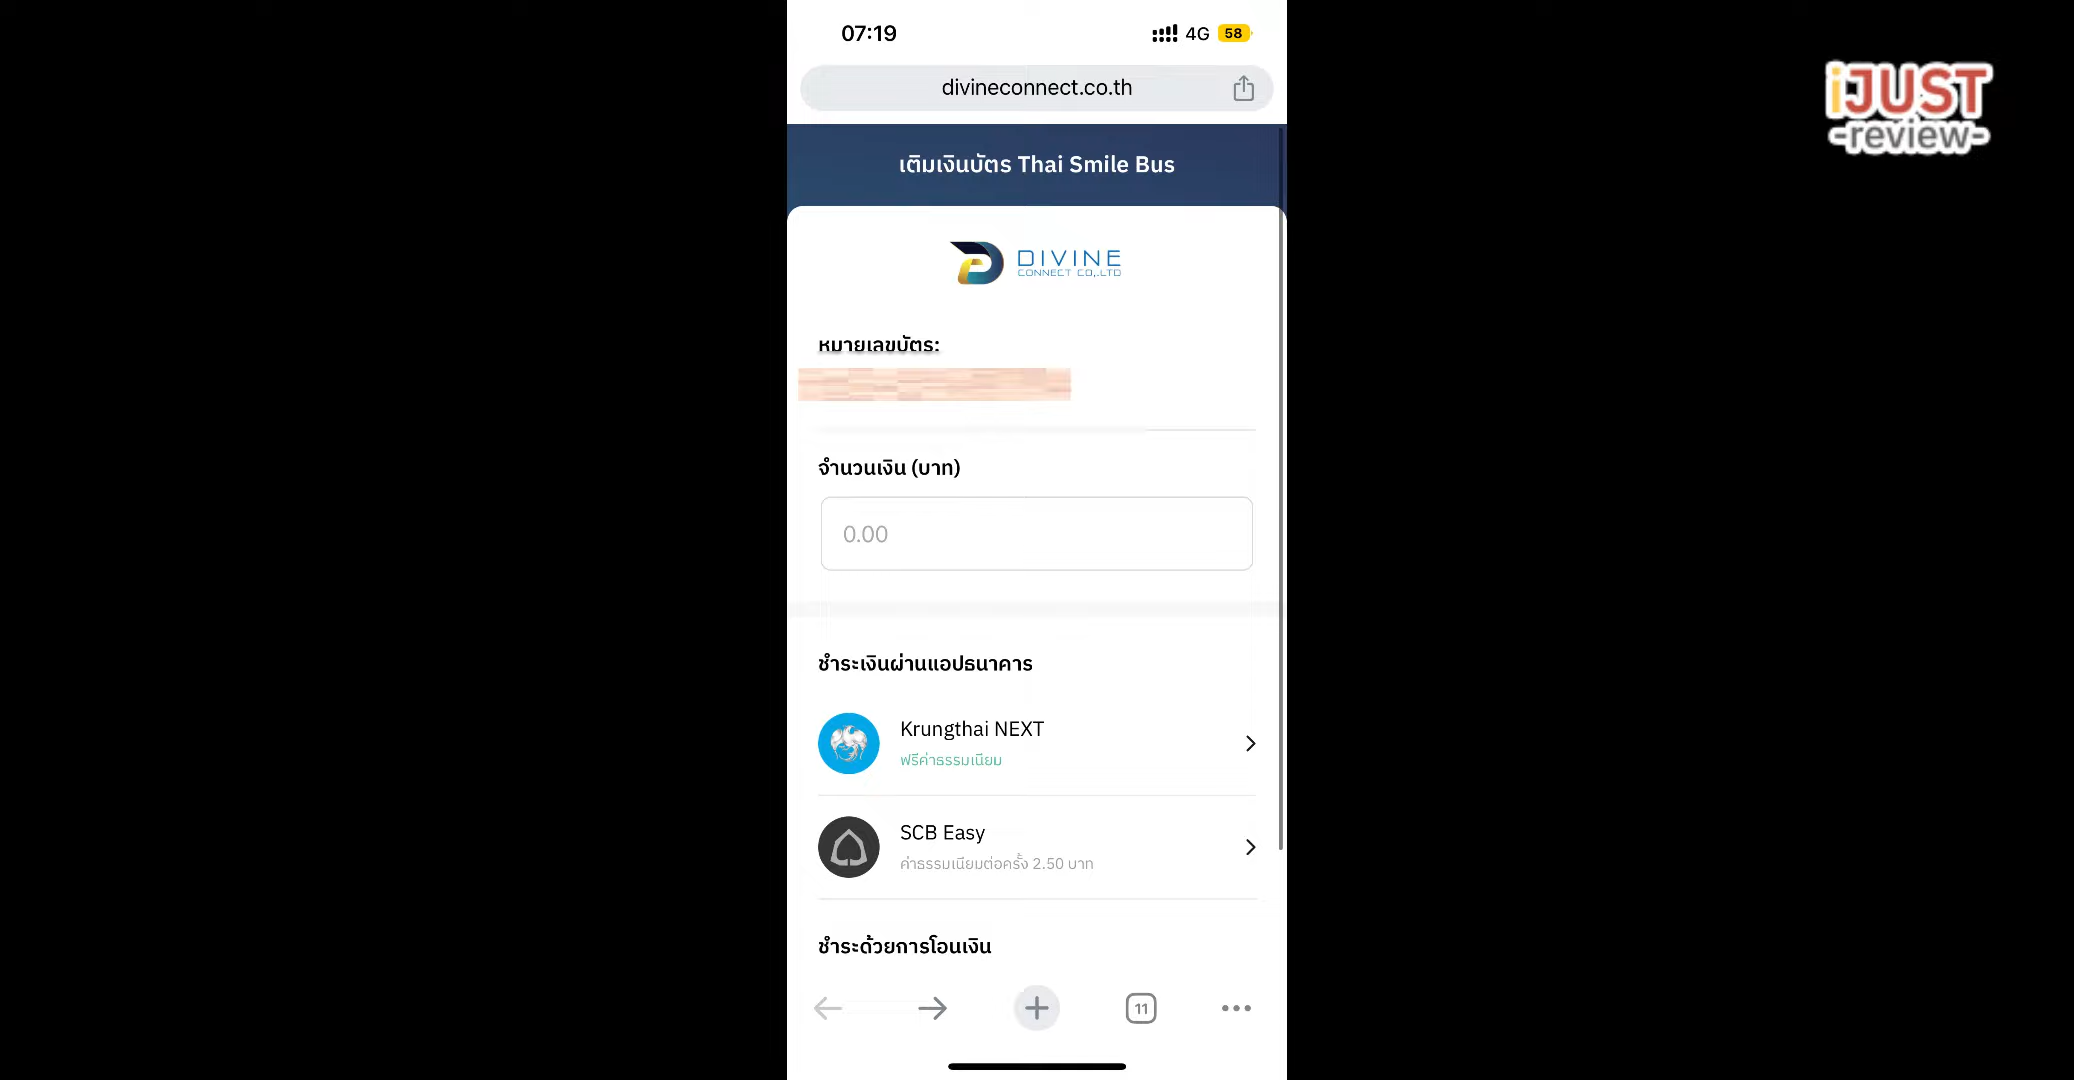 07:19
4G
58
divineconnect.co.th
iJUST
-review-
เติมเงินบัตร Thai Smile Bus
DIVINE
CONNECT CO,.LTD
หมายเลขบัตร:
จำนวนเงิน (บาท)
0.00
ชำระเงินผ่านแอปธนาคาร
Krungthai NEXT
ฟรีค่าธรรมเนียม
SCB Easy
ค่าธรรมเนียมต่อครั้ง 2.50 บาท
ชำระด้วยการโอนเงิน
11